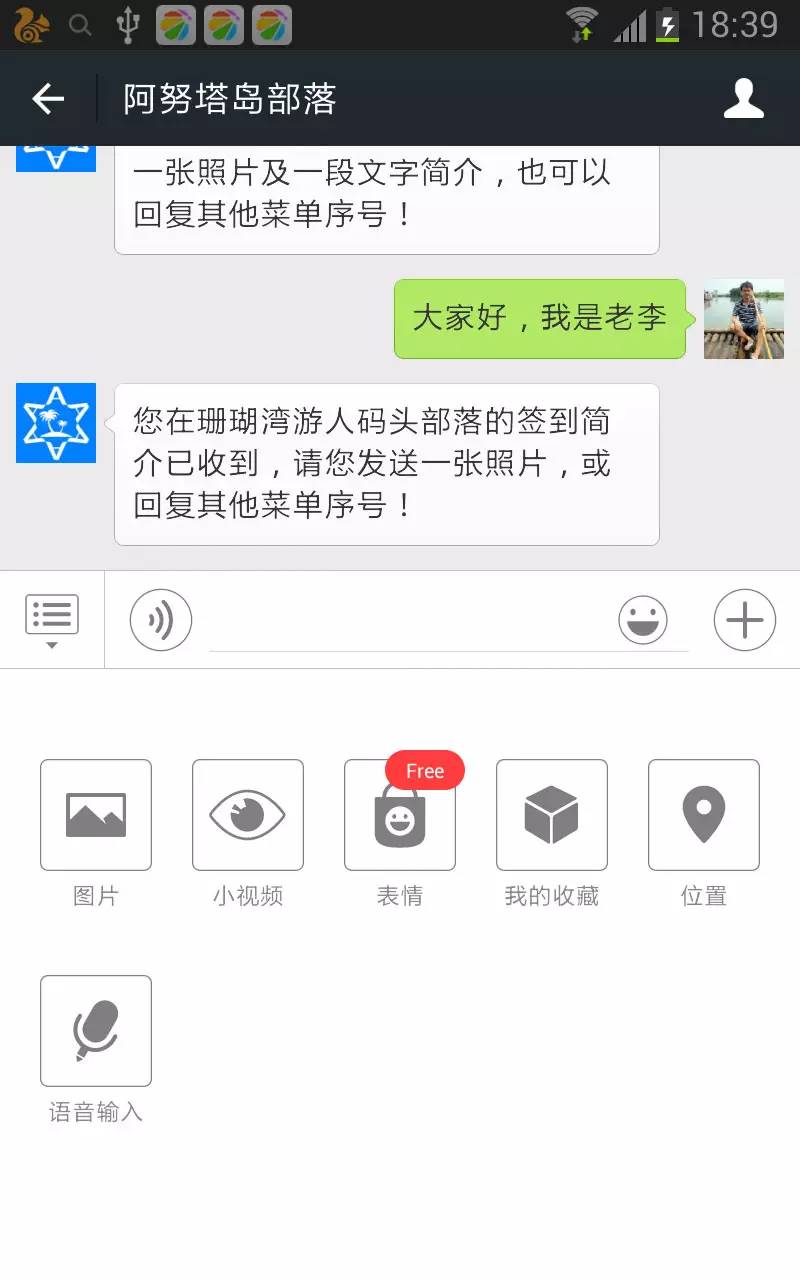 18:39
阿努塔岛部落
一张照片及一段文字简介，也可以
回复其他菜单序号！
大家好，我是老李
您在珊瑚湾游人码头部落的签到简
介已收到，请您发送一张照片，或
回复其他菜单序号！
Free
图片
小视频
表情
我的收藏
位置
语音输入